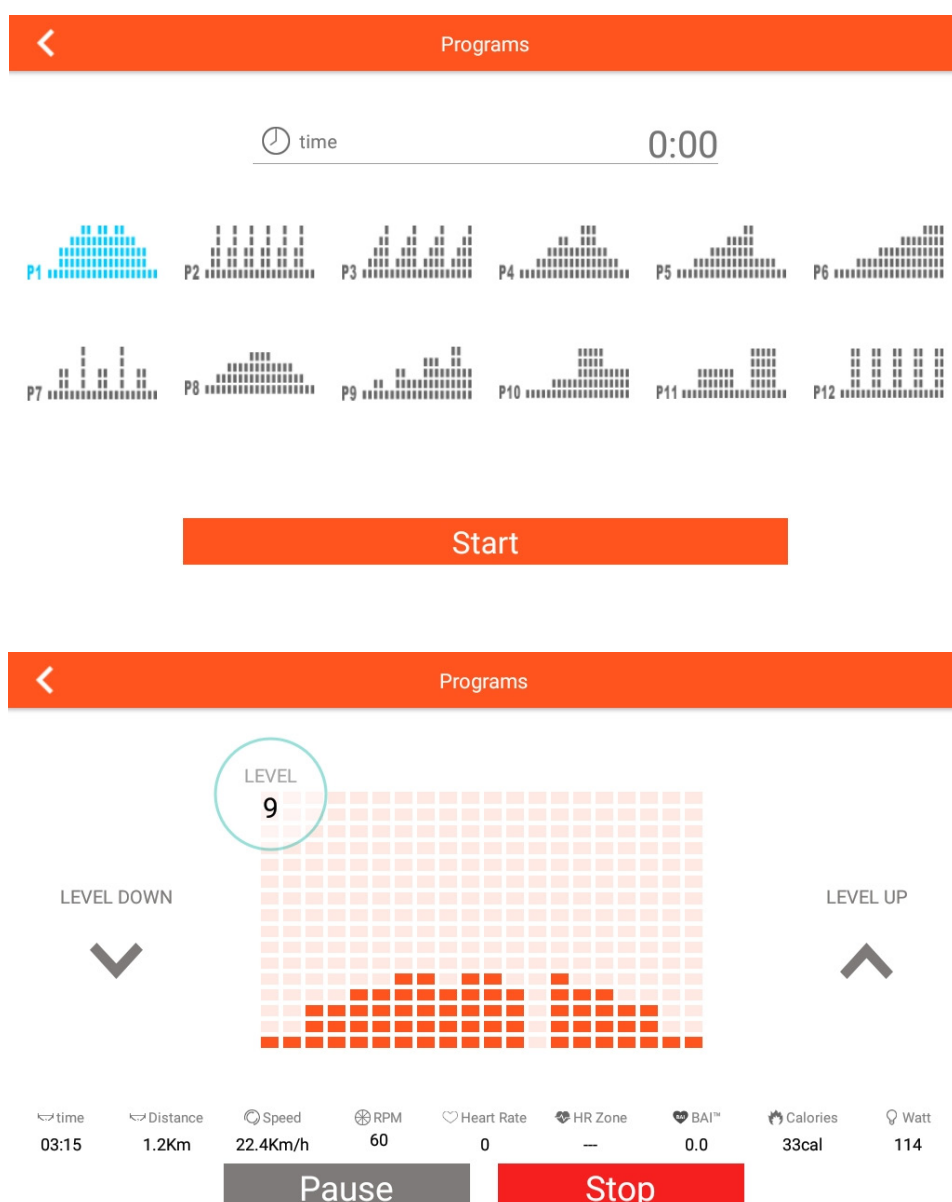 Programs
time 0:00
P1 P2 P3 P4 P5 P6
P7 P8 P9 P10 P11 P12
Start
Programs
LEVEL
9
LEVEL DOWN LEVEL UP
time Distance Speed RPM Heart Rate HR Zone BAI BAI™ Calories Watt
03:15 1.2Km 22.4Km/h 60 0 --- 0.0 33cal 114
Pause Stop